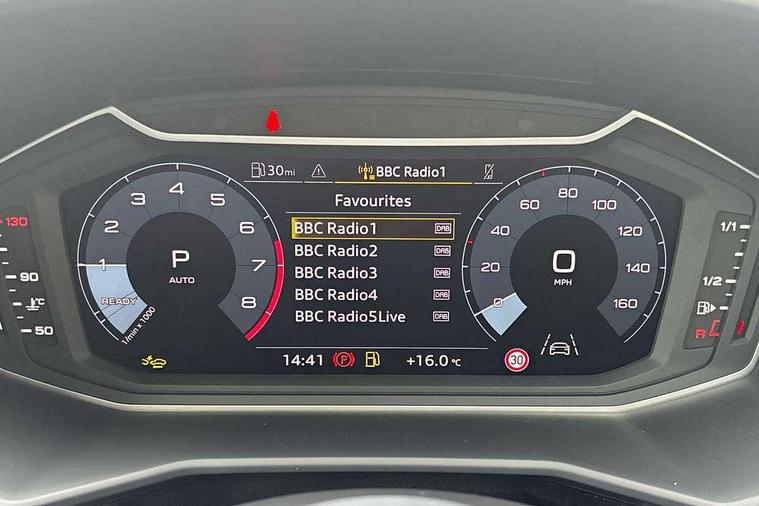 30mi
BBC Radio1
Favourites
BBC Radio1 DAB
BBC Radio2 DAB
BBC Radio3 DAB
BBC Radio4 DAB
BBC Radio5Live DAB
1
2
3
4
5
6
7
8
READY
1/min x 1000
P
AUTO
0
20
40
60
80
100
120
140
160
0
MPH
130
90
°C
50
1/1
1/2
R
14:41
P
+16.0 °C
30